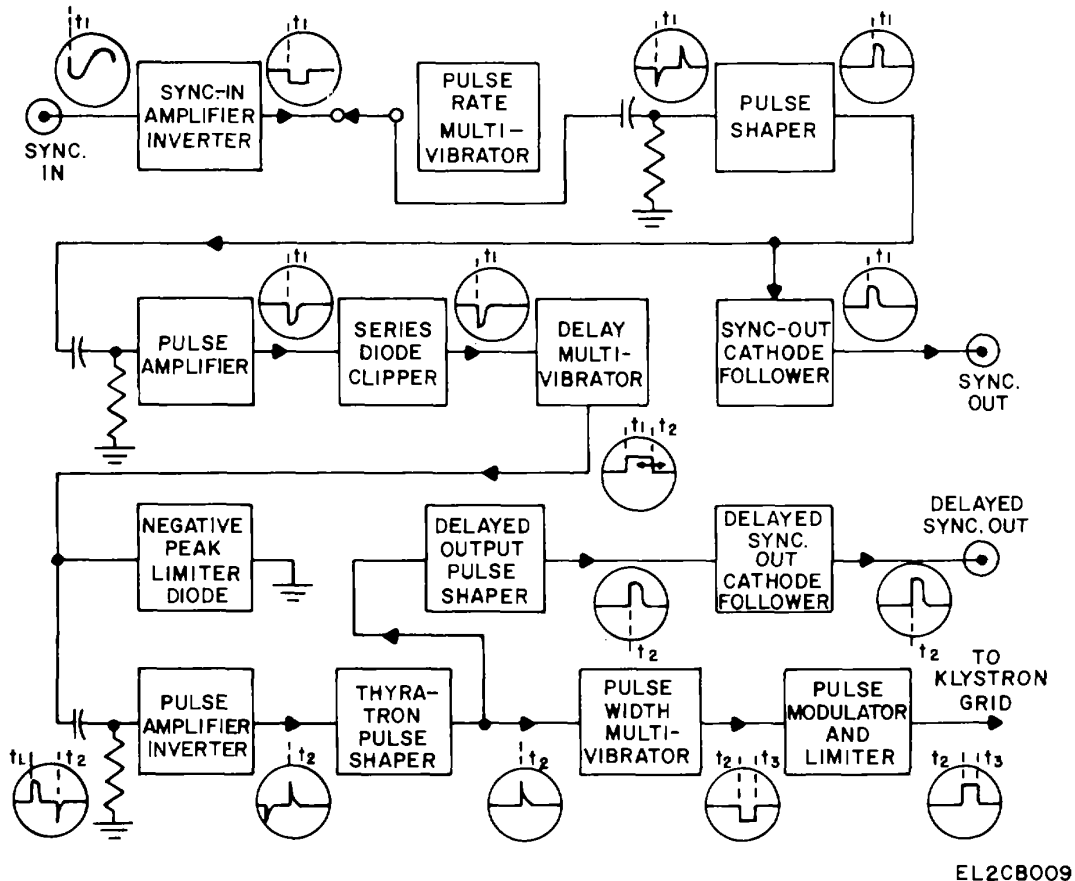 t1
t1
t1
t1
SYNC.
IN
SYNC-IN
AMPLIFIER
INVERTER
PULSE
RATE
MULTI-
VIBRATOR
PULSE
SHAPER
t1
t1
t1
PULSE
AMPLIFIER
SERIES
DIODE
CLIPPER
DELAY
MULTI-
VIBRATOR
SYNC-OUT
CATHODE
FOLLOWER
SYNC.
OUT
t1 t2
NEGATIVE
PEAK
LIMITER
DIODE
DELAYED
OUTPUT
PULSE
SHAPER
DELAYED
SYNC.
OUT
CATHODE
FOLLOWER
DELAYED
SYNC. OUT
t2
t2
PULSE
AMPLIFIER
INVERTER
THYRA-
TRON
PULSE
SHAPER
PULSE
WIDTH
MULTI-
VIBRATOR
PULSE
MODULATOR
AND
LIMITER
TO
KLYSTRON
GRID
tL t2
t2
t2
t2 t3
t2 t3
EL2CB009